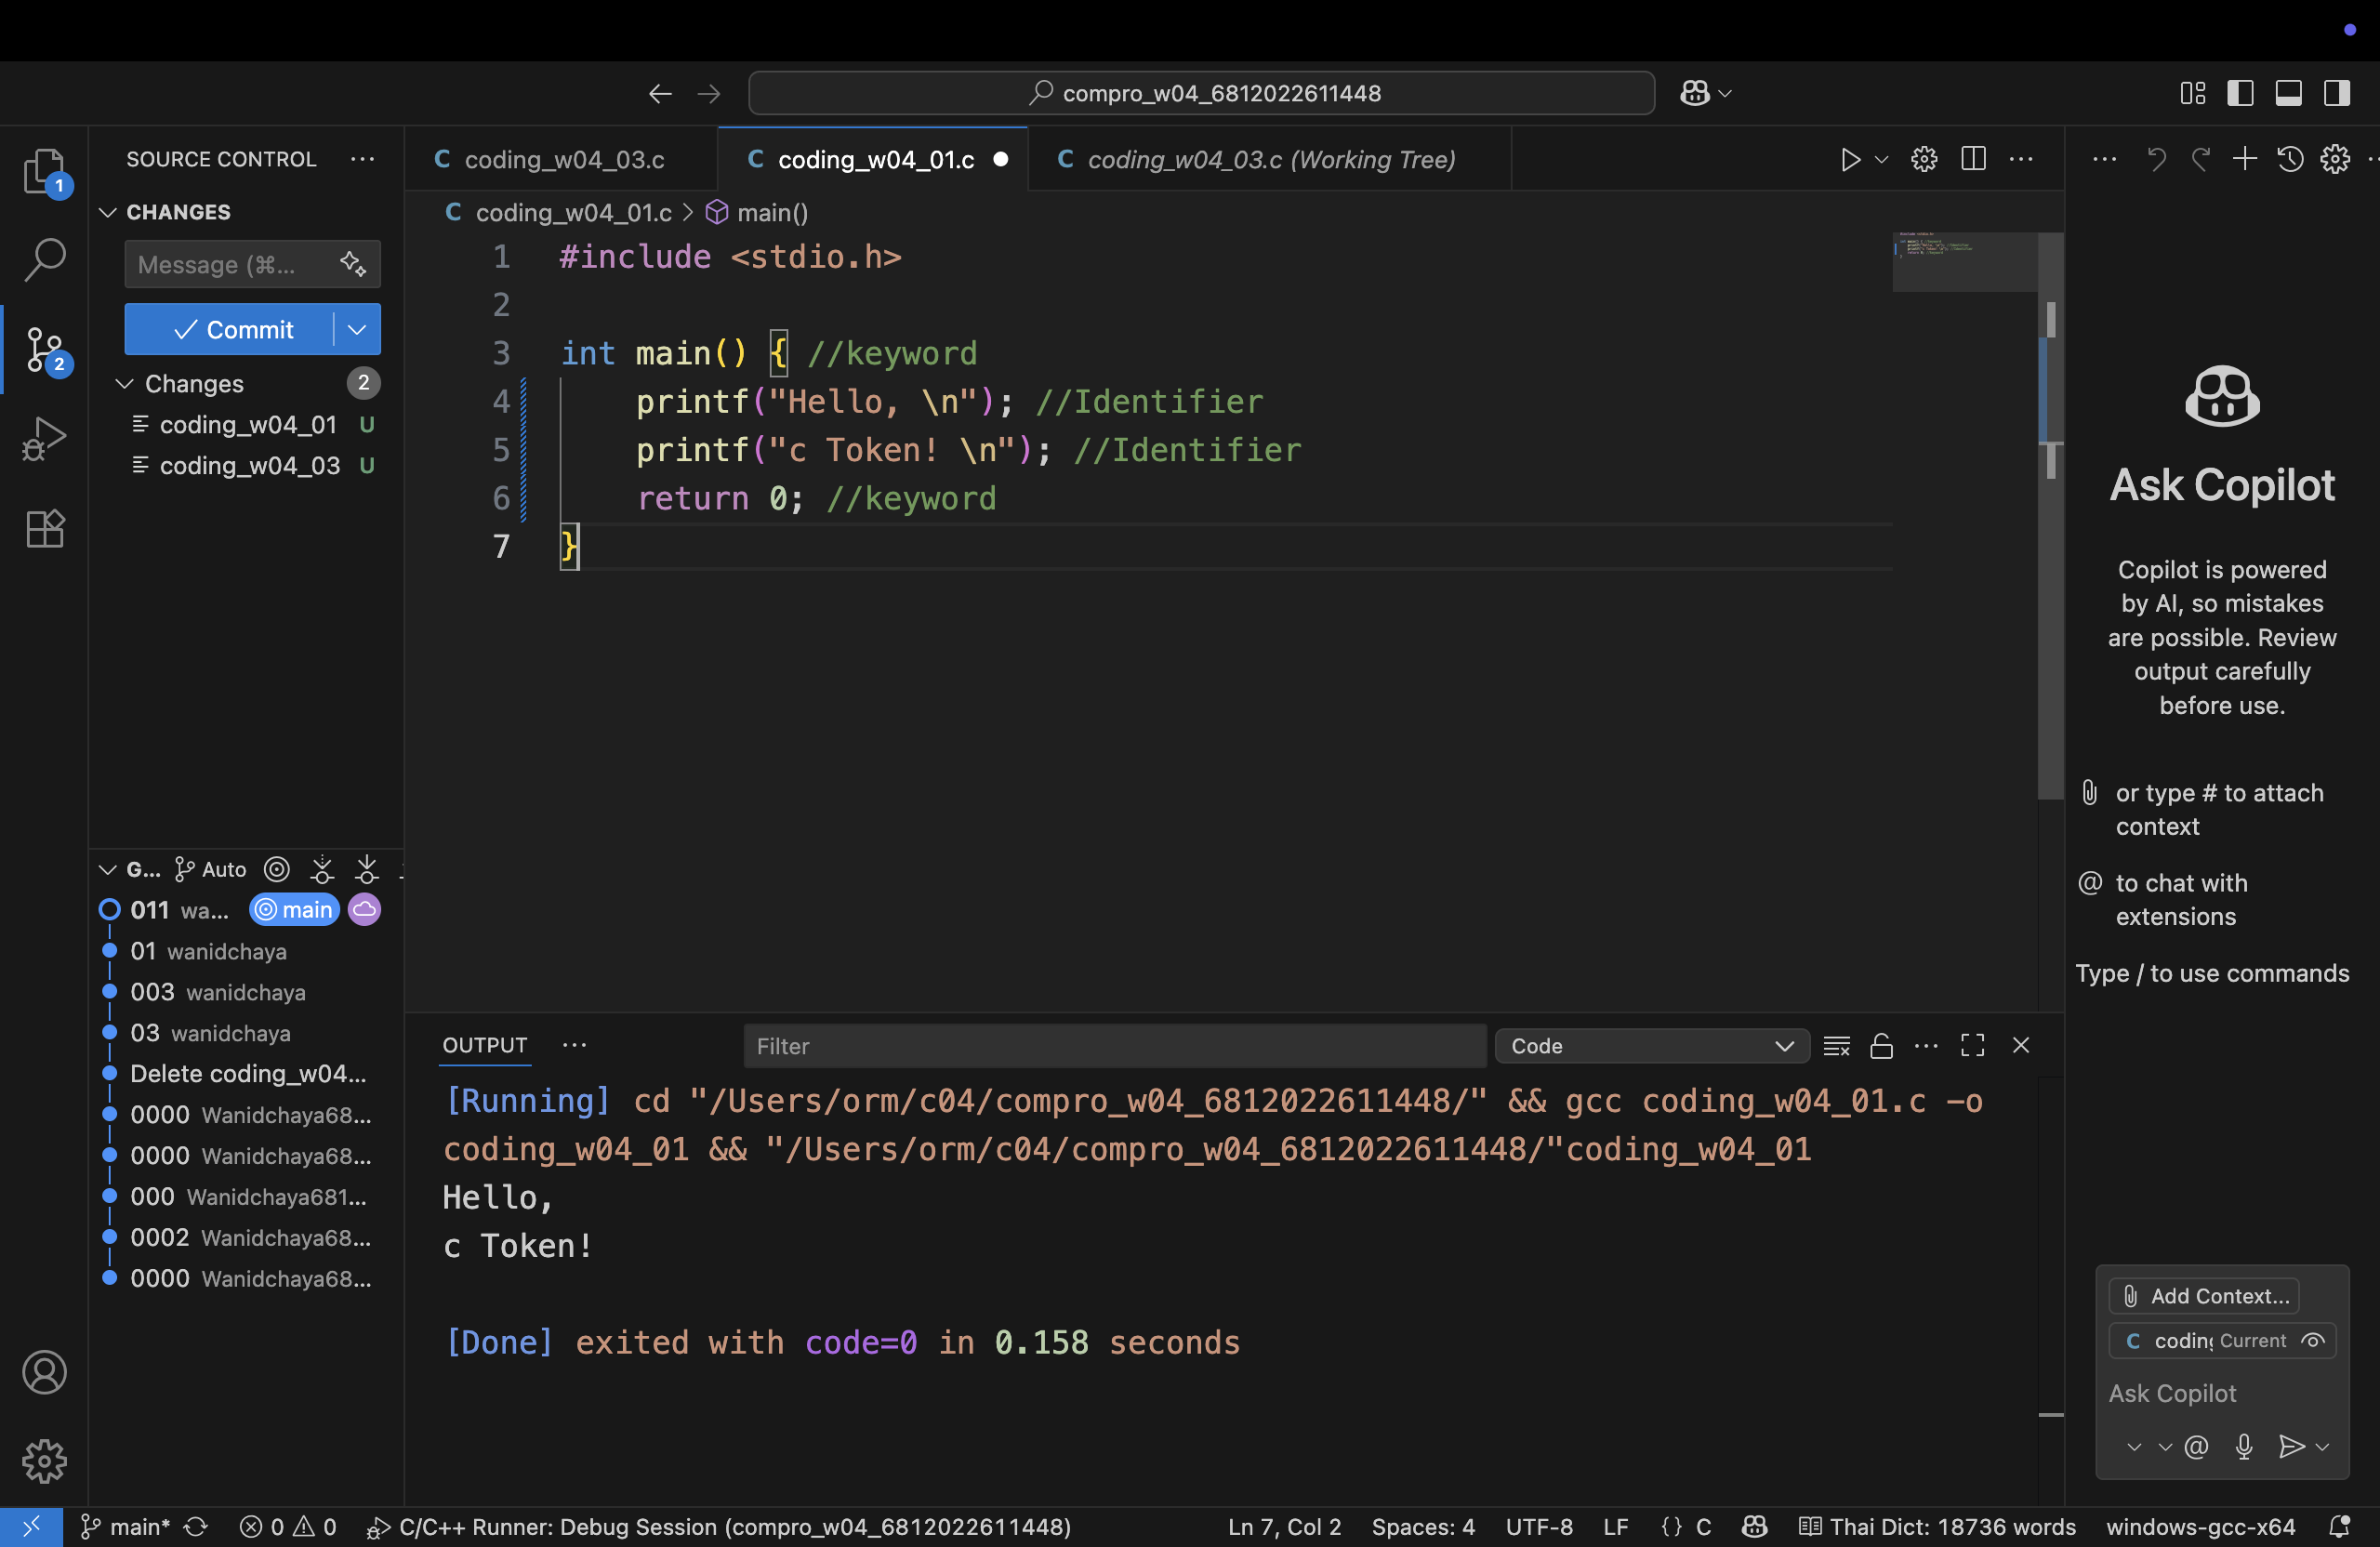 compro_w04_6812022611448
SOURCE CONTROL
CHANGES
Message (⌘...
Commit
Changes 2
coding_w04_01 U
coding_w04_03 U
1
2
G... Auto
011 wa... main
01 wanidchaya
003 wanidchaya
03 wanidchaya
Delete coding_w04...
0000 Wanidchaya68...
0000 Wanidchaya68...
000 Wanidchaya681...
0002 Wanidchaya68...
0000 Wanidchaya68...
C coding_w04_03.c
C coding_w04_01.c
C coding_w04_03.c (Working Tree)
C coding_w04_01.c > main()
1 #include <stdio.h>
2
3 int main() { //keyword
4 printf("Hello, \n"); //Identifier
5 printf("c Token! \n"); //Identifier
6 return 0; //keyword
7 }
OUTPUT
Filter
Code
[Running] cd "/Users/orm/c04/compro_w04_6812022611448/" && gcc coding_w04_01.c -o
coding_w04_01 && "/Users/orm/c04/compro_w04_6812022611448/"coding_w04_01
Hello,
c Token!
[Done] exited with code=0 in 0.158 seconds
Ask Copilot
Copilot is powered
by AI, so mistakes
are possible. Review
output carefully
before use.
or type # to attach
context
@ to chat with
extensions
Type / to use commands
Add Context...
C coding Current
Ask Copilot
@
main* 0 0 C/C++ Runner: Debug Session (compro_w04_6812022611448) Ln 7, Col 2 Spaces: 4 UTF-8 LF {} C Thai Dict: 18736 words windows-gcc-x64